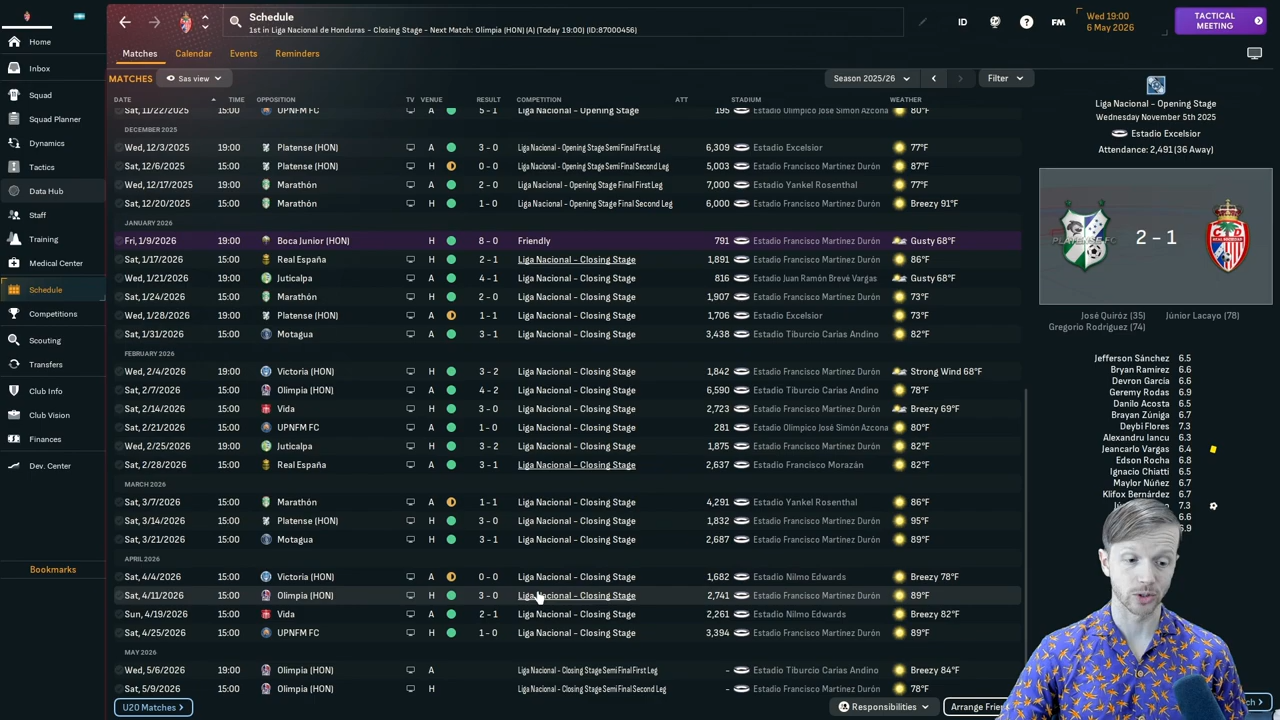 Schedule
1st in Liga Nacional de Honduras - Closing Stage - Next Match: Olimpia (HON) (A) (Today 19:00) (ID:87000456)
ID
FM
Wed 19:00
6 May 2026
TACTICAL
MEETING
Home
Inbox
Squad
Squad Planner
Dynamics
Tactics
Data Hub
Staff
Training
Medical Center
Schedule
Competitions
Scouting
Transfers
Club Info
Club Vision
Finances
Dev. Center
Bookmarks
Matches Calendar Events Reminders
MATCHES Sas view Season 2025/26 Filter
DATE TIME OPPOSITION TV VENUE RESULT COMPETITION ATT STADIUM WEATHER
Sat, 11/22/2025 15:00 UPNFM FC A 5 - 1 Liga Nacional - Opening Stage 195 Estadio Olímpico José Simón Azcona 80°F
DECEMBER 2025
Wed, 12/3/2025 19:00 Platense (HON) A 3 - 0 Liga Nacional - Opening Stage Semi Final First Leg 6,309 Estadio Excelsior 77°F
Sat, 12/6/2025 15:00 Platense (HON) H 0 - 0 Liga Nacional - Opening Stage Semi Final Second Leg 5,003 Estadio Francisco Martínez Durón 87°F
Wed, 12/17/2025 19:00 Marathón A 2 - 0 Liga Nacional - Opening Stage Final First Leg 7,000 Estadio Yankel Rosenthal 77°F
Sat, 12/20/2025 15:00 Marathón H 1 - 0 Liga Nacional - Opening Stage Final Second Leg 6,000 Estadio Francisco Martínez Durón Breezy 91°F
JANUARY 2026
Fri, 1/9/2026 19:00 Boca Junior (HON) H 8 - 0 Friendly 791 Estadio Francisco Martínez Durón Gusty 68°F
Sat, 1/17/2026 15:00 Real España H 2 - 1 Liga Nacional - Closing Stage 1,891 Estadio Francisco Martínez Durón 86°F
Wed, 1/21/2026 19:00 Juticalpa A 4 - 1 Liga Nacional - Closing Stage 816 Estadio Juan Ramón Brevé Vargas Gusty 68°F
Sat, 1/24/2026 15:00 Marathón H 2 - 0 Liga Nacional - Closing Stage 1,907 Estadio Francisco Martínez Durón 73°F
Wed, 1/28/2026 19:00 Platense (HON) A 1 - 1 Liga Nacional - Closing Stage 1,706 Estadio Excelsior 73°F
Sat, 1/31/2026 15:00 Motagua A 3 - 1 Liga Nacional - Closing Stage 3,438 Estadio Tiburcio Carias Andino 82°F
FEBRUARY 2026
Wed, 2/4/2026 19:00 Victoria (HON) H 3 - 2 Liga Nacional - Closing Stage 1,842 Estadio Francisco Martínez Durón Strong Wind 68°F
Sat, 2/7/2026 15:00 Olimpia (HON) A 4 - 2 Liga Nacional - Closing Stage 6,590 Estadio Tiburcio Carias Andino 78°F
Sat, 2/14/2026 19:00 Vida H 3 - 0 Liga Nacional - Closing Stage 2,723 Estadio Francisco Martínez Durón Breezy 69°F
Sat, 2/21/2026 15:00 UPNFM FC A 1 - 0 Liga Nacional - Closing Stage 281 Estadio Olímpico José Simón Azcona 80°F
Wed, 2/25/2026 19:00 Juticalpa H 3 - 2 Liga Nacional - Closing Stage 1,875 Estadio Francisco Martínez Durón 82°F
Sat, 2/28/2026 15:00 Real España A 3 - 1 Liga Nacional - Closing Stage 2,637 Estadio Francisco Morazán 82°F
MARCH 2026
Sat, 3/7/2026 15:00 Marathón A 1 - 1 Liga Nacional - Closing Stage 4,291 Estadio Yankel Rosenthal 86°F
Sat, 3/14/2026 15:00 Platense (HON) H 3 - 0 Liga Nacional - Closing Stage 1,832 Estadio Francisco Martínez Durón 95°F
Sat, 3/21/2026 15:00 Motagua H 3 - 1 Liga Nacional - Closing Stage 2,687 Estadio Francisco Martínez Durón 89°F
APRIL 2026
Sat, 4/4/2026 15:00 Victoria (HON) A 0 - 0 Liga Nacional - Closing Stage 1,682 Estadio Nilmo Edwards Breezy 78°F
Sat, 4/11/2026 15:00 Olimpia (HON) H 3 - 0 Liga Nacional - Closing Stage 2,741 Estadio Francisco Martínez Durón 89°F
Sun, 4/19/2026 15:00 Vida A 2 - 1 Liga Nacional - Closing Stage 2,261 Estadio Nilmo Edwards Breezy 82°F
Sat, 4/25/2026 15:00 UPNFM FC H 1 - 0 Liga Nacional - Closing Stage 3,394 Estadio Francisco Martínez Durón 89°F
MAY 2026
Wed, 5/6/2026 19:00 Olimpia (HON) A Liga Nacional - Closing Stage Semi Final First Leg - Estadio Tiburcio Carias Andino Breezy 84°F
Sat, 5/9/2026 15:00 Olimpia (HON) H Liga Nacional - Closing Stage Semi Final Second Leg - Estadio Francisco Martínez Durón 78°F
U20 Matches Responsibilities Arrange
Liga Nacional - Opening Stage
Wednesday November 5th 2025
Estadio Excelsior
Attendance: 2,491 (36 Away)
PLATENSE FC
2 - 1
José Quiróz (35) Júnior Lacayo (78)
Gregorio Rodríguez (74)
Jefferson Sánchez 6.5
Bryan Ramírez 6.6
Devron García 6.6
Geremy Rodas 6.9
Danilo Acosta 6.5
Brayan Zúniga 6.7
Deybi Flores 7.3
Alexandru Iancu 6.3
Jeancarlo Vargas 6.4
Edson Rocha 6.8
Ignacio Chiatti 6.5
Maylor Núñez 6.7
Klifox Bernárdez 6.7
7.3
6.6